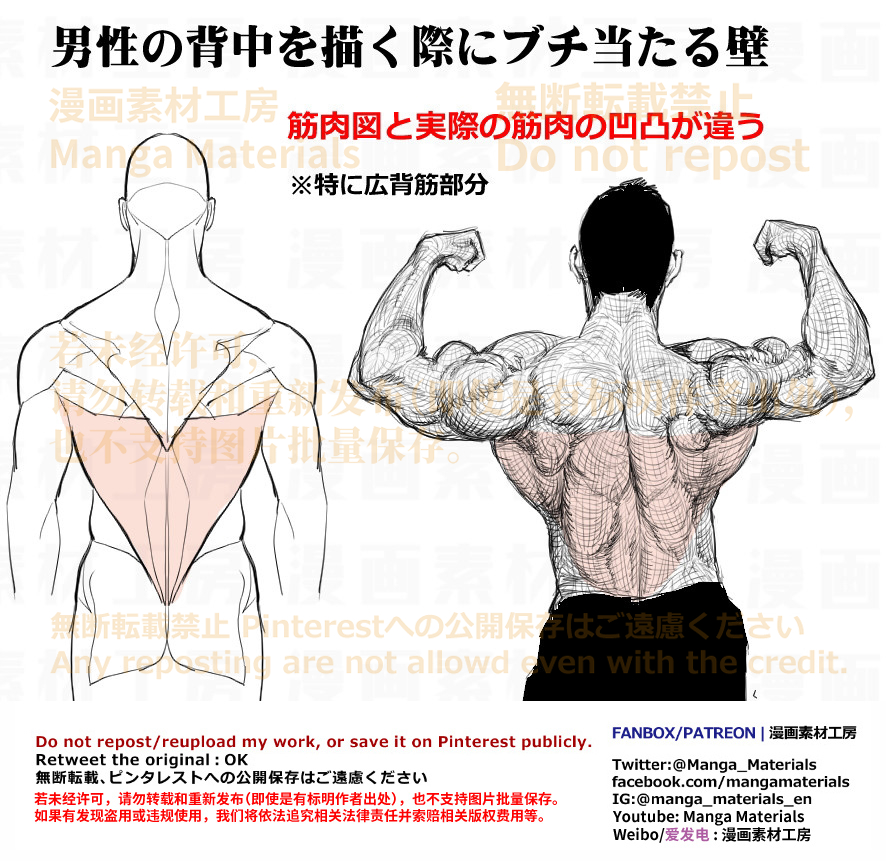 男性の背中を描く際にブチ当たる壁
漫画素材工房
無断転載禁止
筋肉図と実際の筋肉の凹凸が違う
Manga Materials
Do not repost
※特に広背筋部分
若未经许可，
请勿转载和重新发布(即使是有标明作者出处)，
也不支持图片批量保存。
無断転載禁止 Pinterestへの公開保存はご遠慮ください
Any reposting are not allowd even with the credit.
Do not repost/reupload my work, or save it on Pinterest publicly.
Retweet the original : OK
無断転載、ピンタレストへの公開保存はご遠慮ください
若未经许可，请勿转载和重新发布（即使是有标明作者出处），也不支持图片批量保存。
如果有发现盗用或违规使用，我们将依法追究相关法律责任并索赔相关版权费用等。
FANBOX/PATREON | 漫画素材工房
Twitter:@Manga_Materials
facebook.com/mangamaterials
IG:@manga_materials_en
Youtube: Manga Materials
Weibo/爱发电 : 漫画素材工房